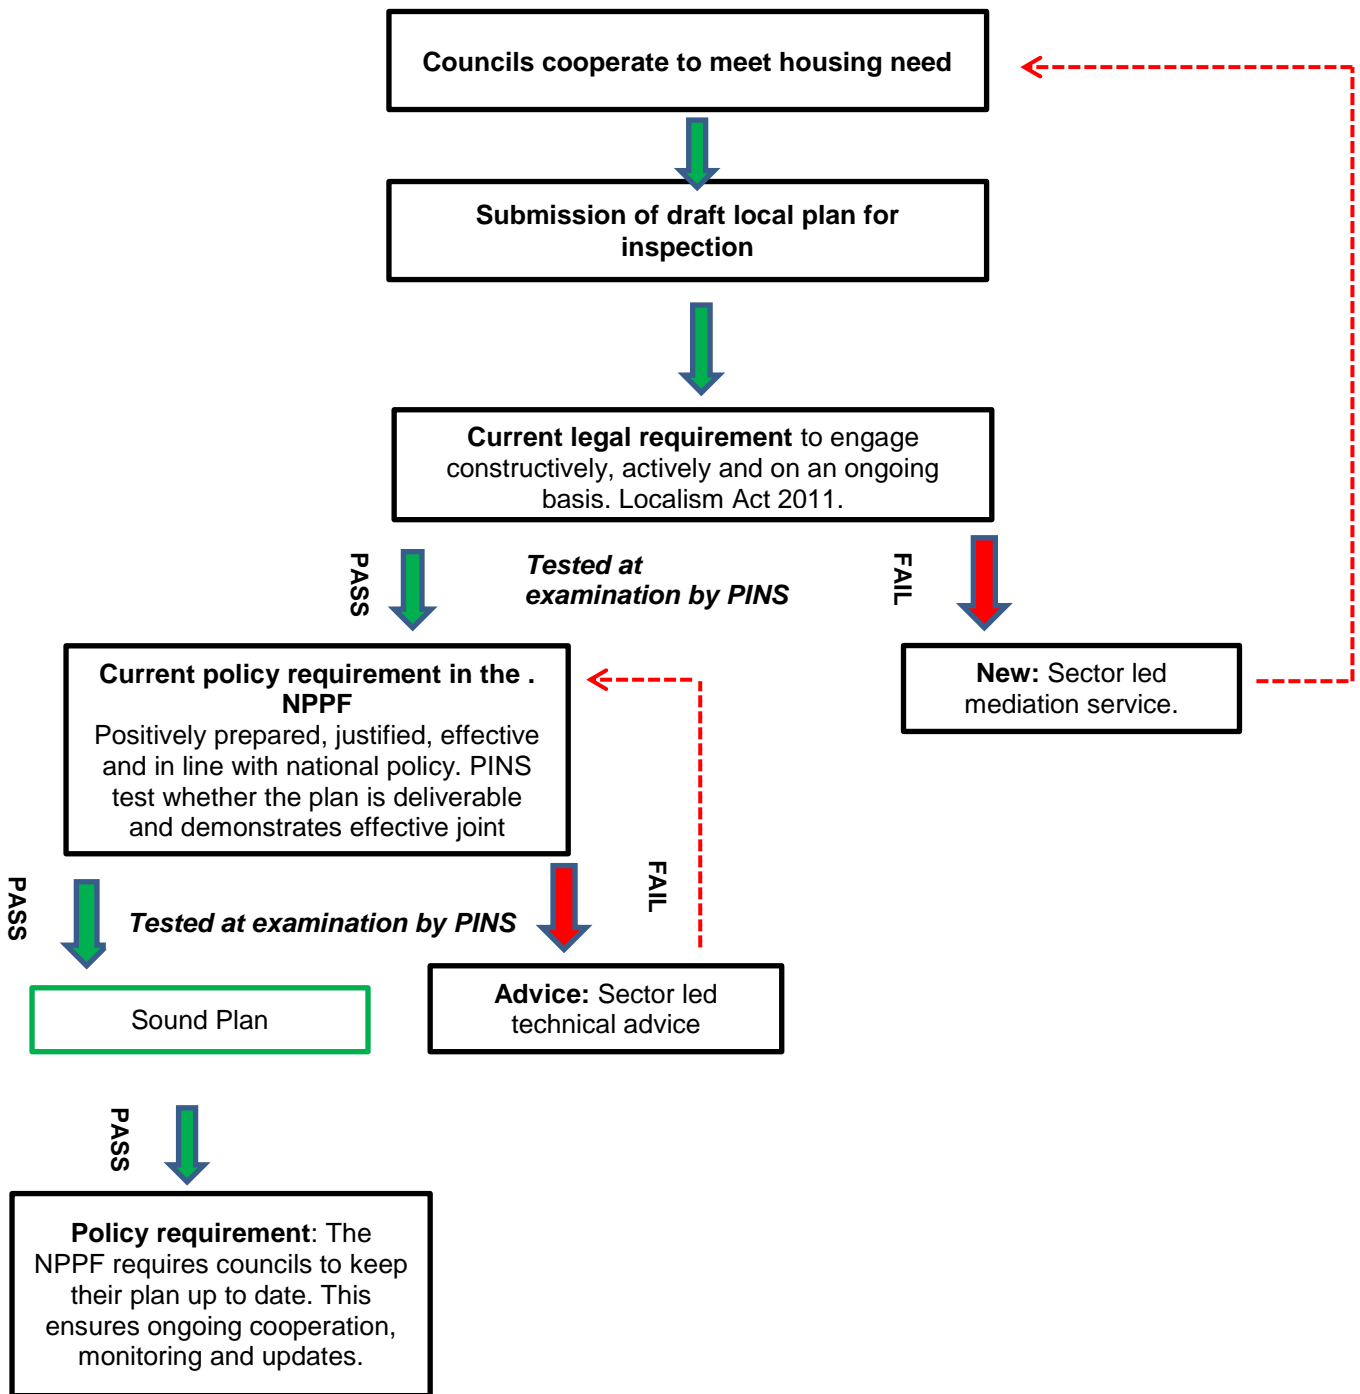 Councils cooperate to meet housing need
Submission of draft local plan for
inspection
Current legal requirement to engage
constructively, actively and on an ongoing
basis. Localism Act 2011.
PASS
Tested at
examination by PINS
FAIL
Current policy requirement in the .
NPPF
Positively prepared, justified, effective
and in line with national policy. PINS
test whether the plan is deliverable
and demonstrates effective joint
New: Sector led
mediation service.
PASS
Tested at examination by PINS
FAIL
Sound Plan
Advice: Sector led
technical advice
PASS
Policy requirement: The
NPPF requires councils to keep
their plan up to date. This
ensures ongoing cooperation,
monitoring and updates.